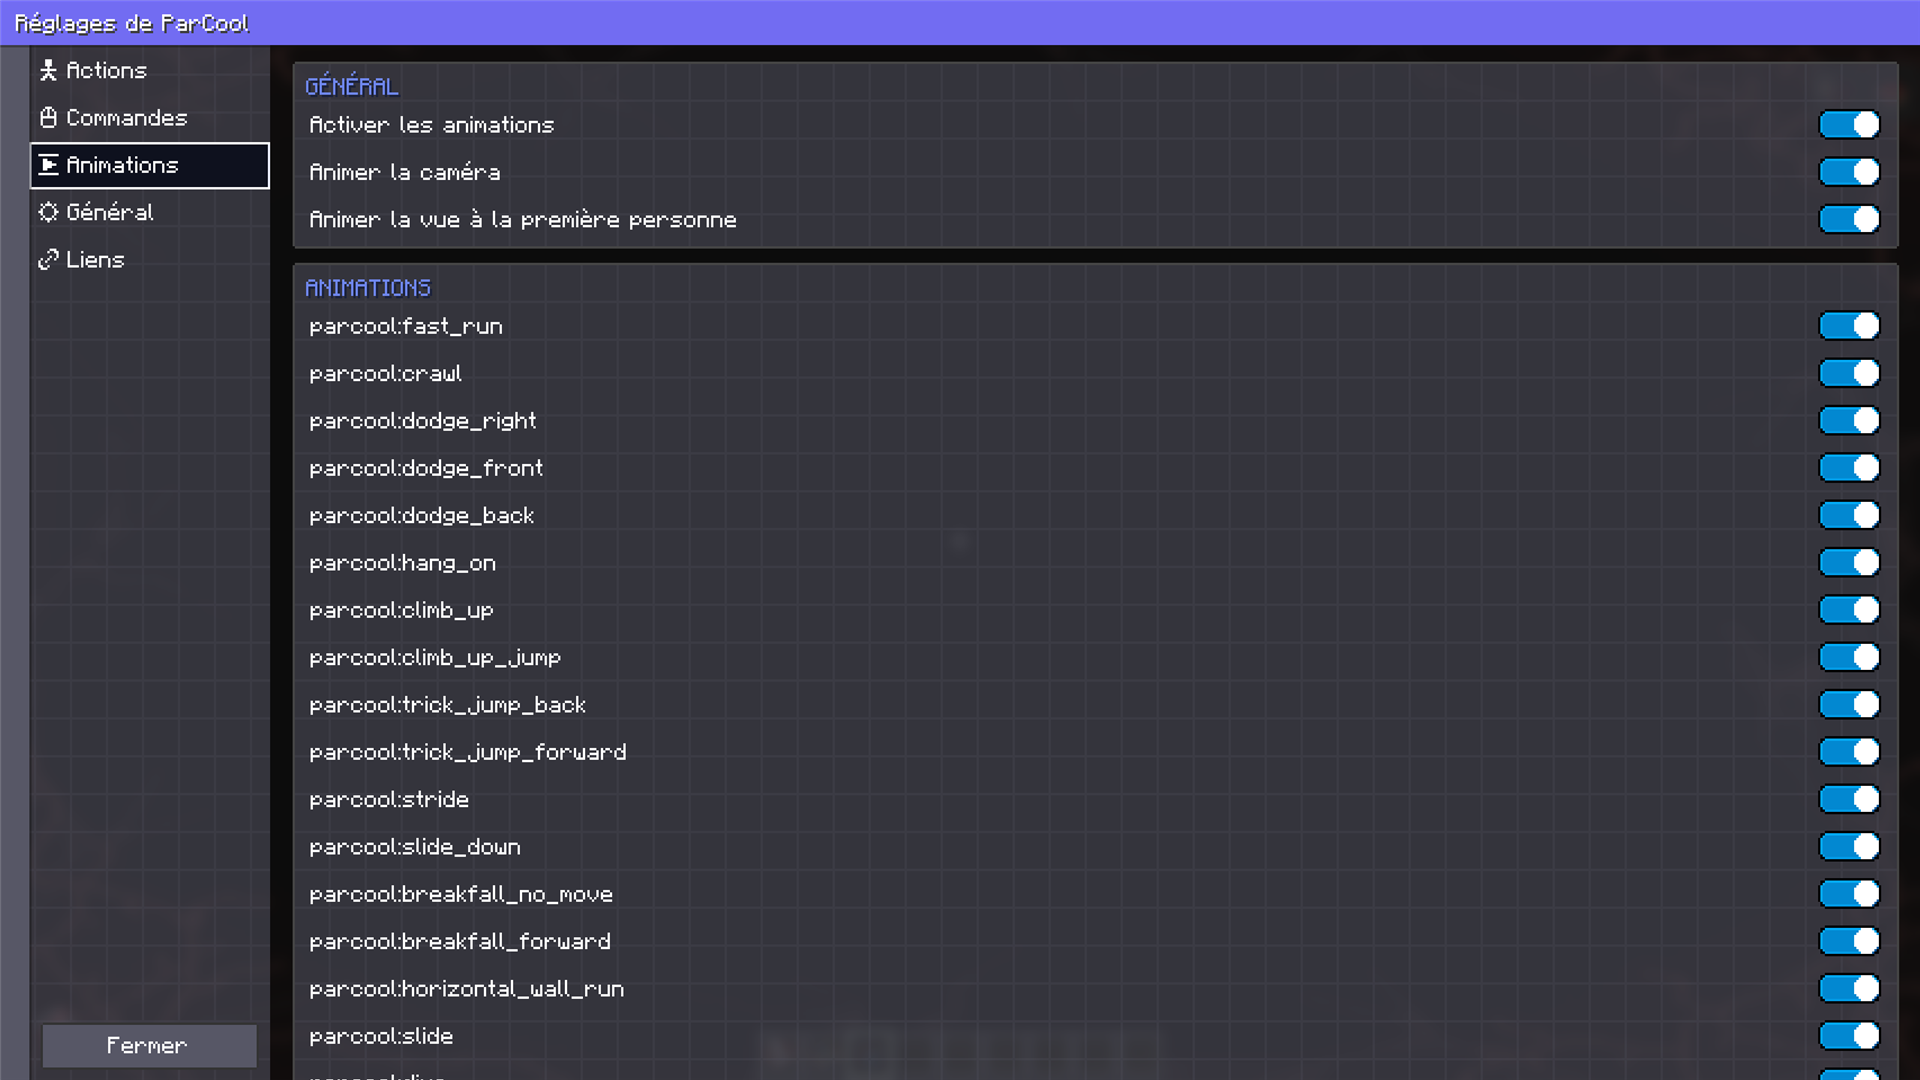 Réglages de ParCool
Actions
Commandes
Animations
Général
Liens
Fermer
GÉNÉRAL
Activer les animations
Animer la caméra
Animer la vue à la première personne
ANIMATIONS
parcool:fast_run
parcool:crawl
parcool:dodge_right
parcool:dodge_front
parcool:dodge_back
parcool:hang_on
parcool:climb_up
parcool:climb_up_jump
parcool:trick_jump_back
parcool:trick_jump_forward
parcool:stride
parcool:slide_down
parcool:breakfall_no_move
parcool:breakfall_forward
parcool:horizontal_wall_run
parcool:slide